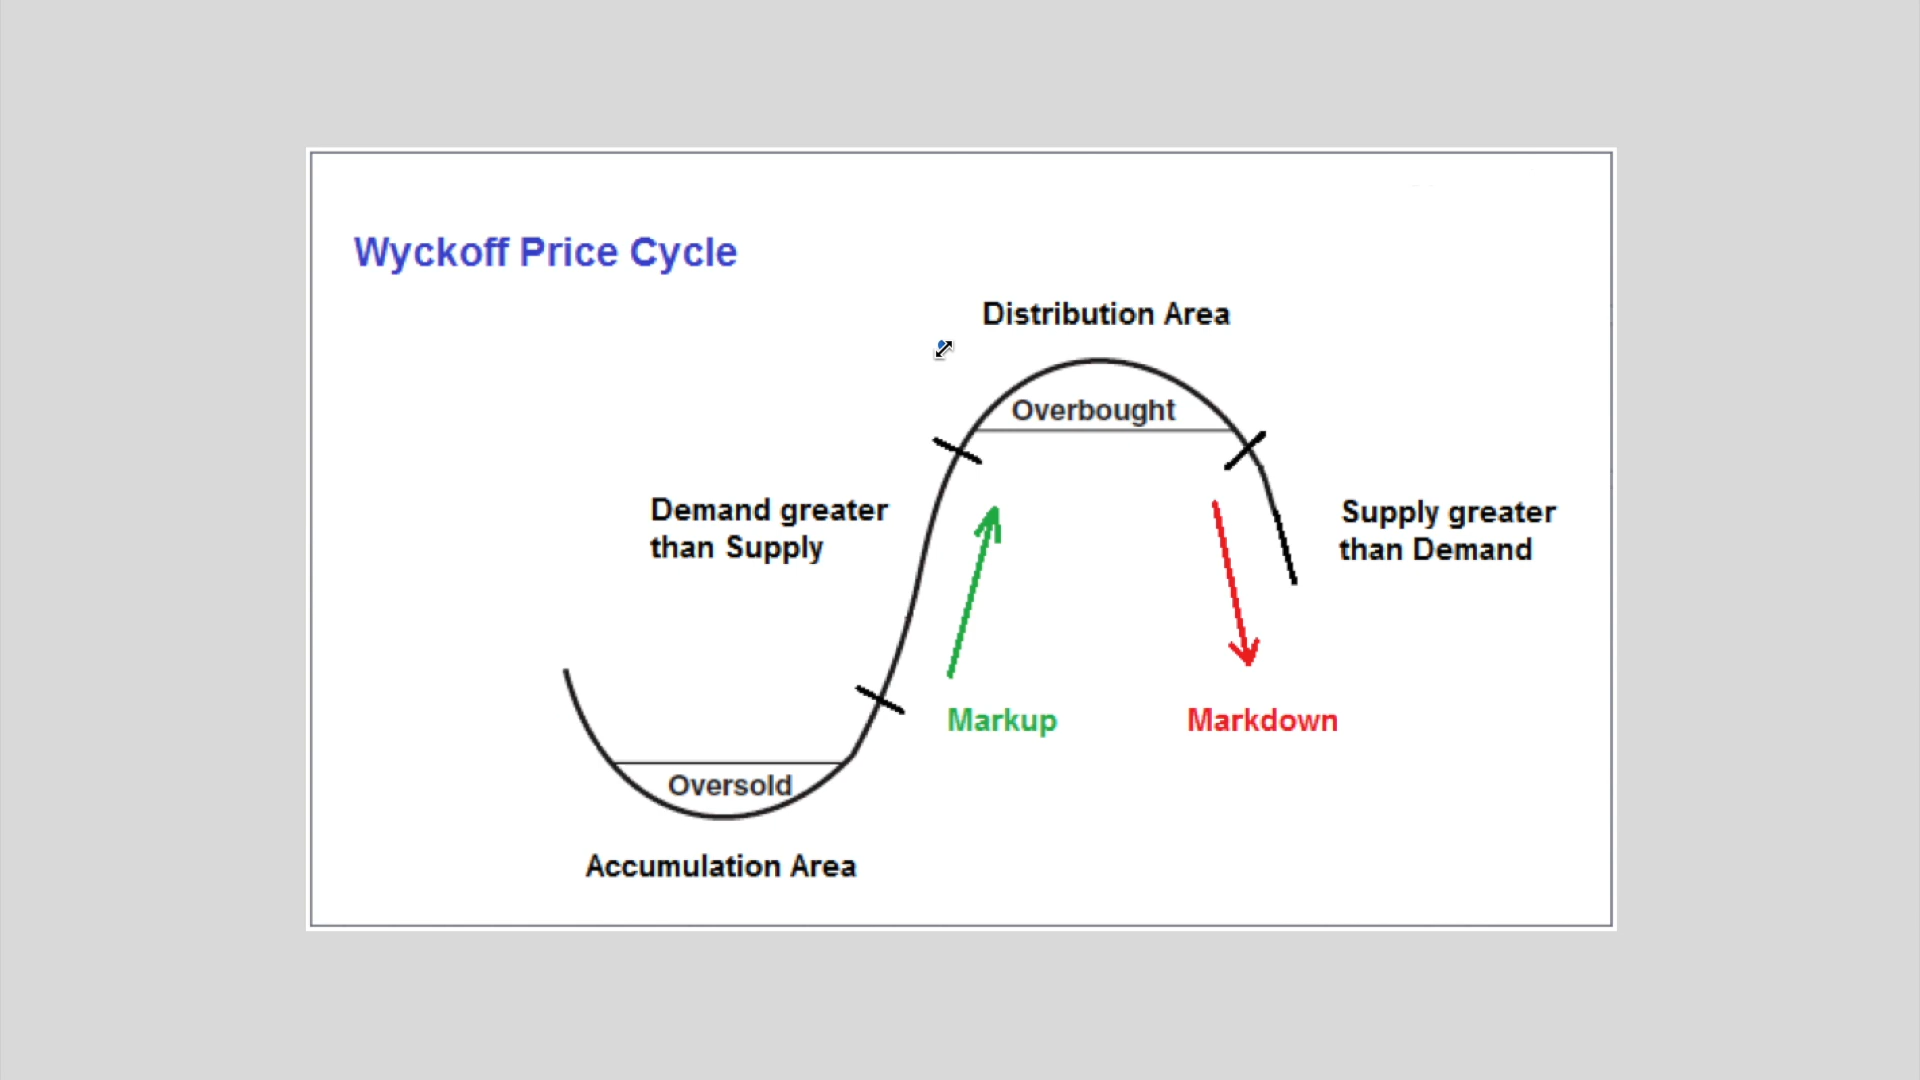 Wyckoff Price Cycle
Distribution Area
Overbought
Demand greater
than Supply
Supply greater
than Demand
Markup
Markdown
Oversold
Accumulation Area